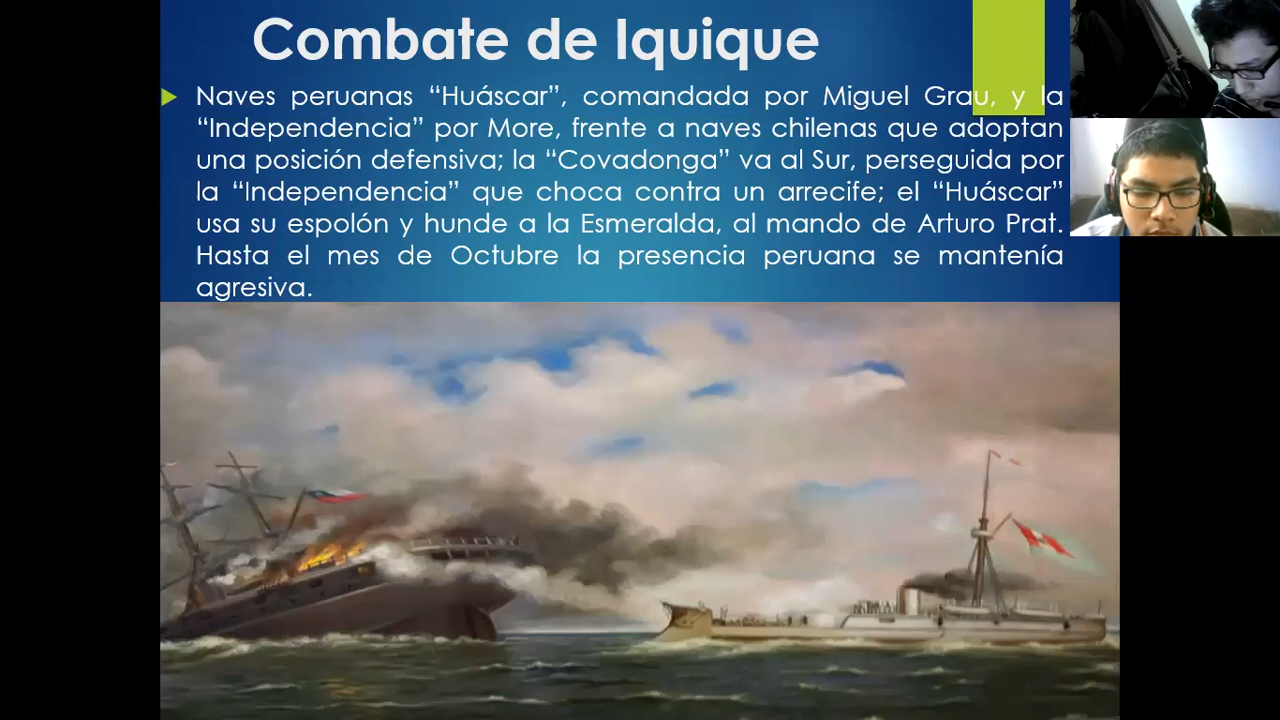 Combate de Iquique
Naves peruanas “Huáscar”, comandada por Miguel Grau, y la
“Independencia” por More, frente a naves chilenas que adoptan
una posición defensiva; la “Covadonga” va al Sur, perseguida por
la “Independencia” que choca contra un arrecife; el “Huáscar”
usa su espolón y hunde a la Esmeralda, al mando de Arturo Prat.
Hasta el mes de Octubre la presencia peruana se mantenía
agresiva.